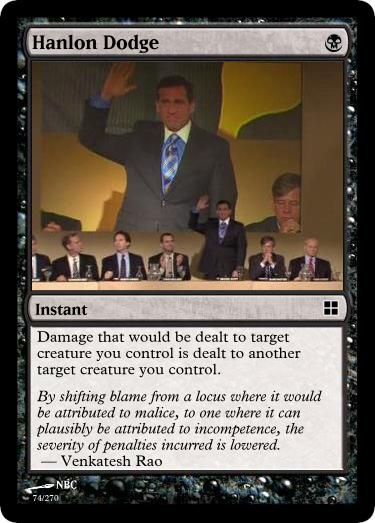 Hanlon Dodge
Instant
Damage that would be dealt to target
creature you control is dealt to another
target creature you control.
By shifting blame from a locus where it would
be attributed to malice, to one where it can
plausibly be attributed to incompetence, the
severity of penalties incurred is lowered.
— Venkatesh Rao
NBC
74/270